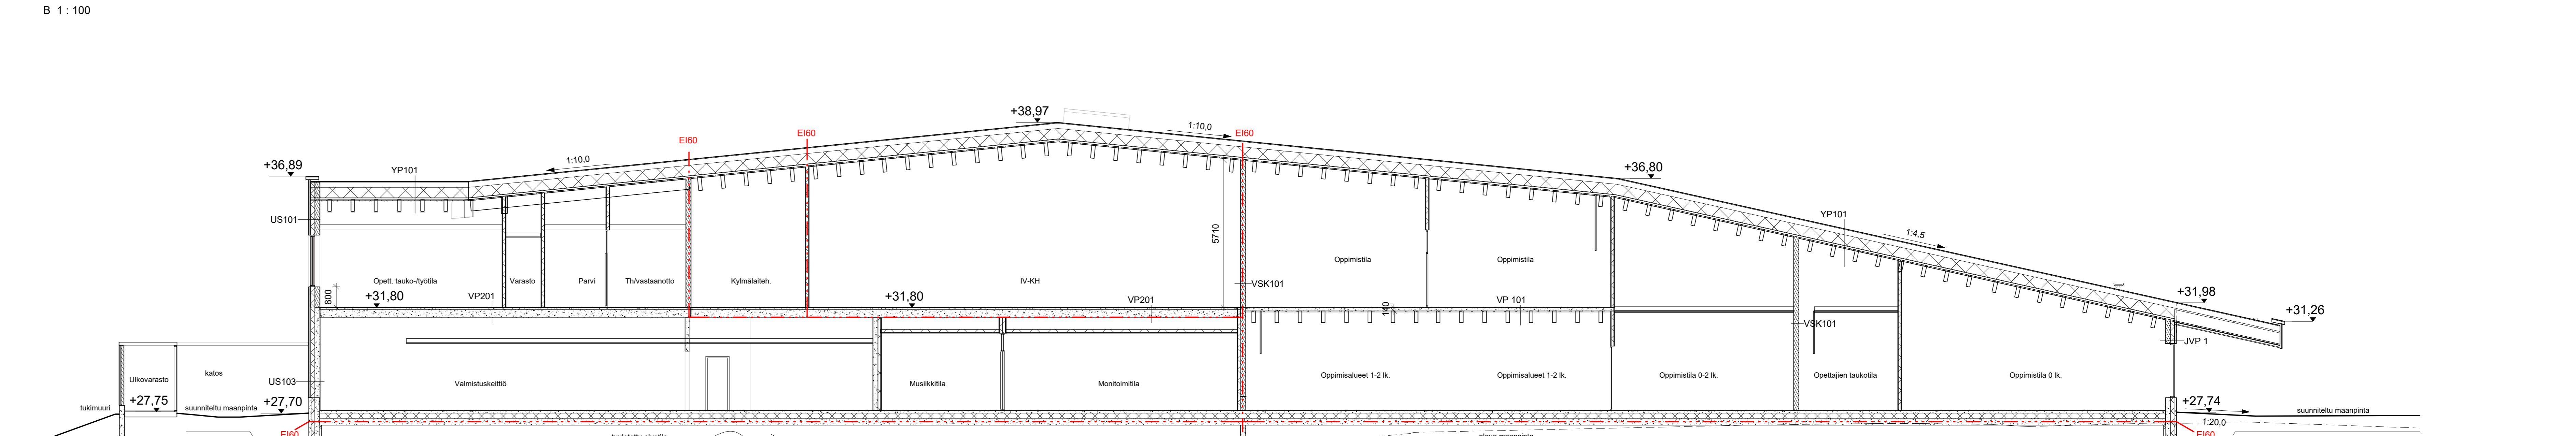 B 1 : 100
+38,97
1:10,0
EI60
EI60
EI60
+36,89
YP101
1:10,0
+36,80
US101
YP101
1:4,5
5710
Oppimistila
Oppimistila
Opett. tauko-/työtila
Varasto
Parvi
Th/vastaanotto
Kylmälaiteh.
IV-KH
VSK101
800
+31,80
VP201
+31,80
VP201
VP 101
140
+31,98
+31,26
VSK101
JVP 1
Ulkovarasto
katos
US103
Valmistuskeittiö
Musiikkitila
Monitoimitila
Oppimisalueet 1-2 lk.
Oppimisalueet 1-2 lk.
Oppimistila 0-2 lk.
Opettajien taukotila
Oppimistila 0 lk.
tukimuuri
+27,75
suunniteltu maanpinta
+27,70
+27,74
suunniteltu maanpinta
1:20,0
EI60
EI60